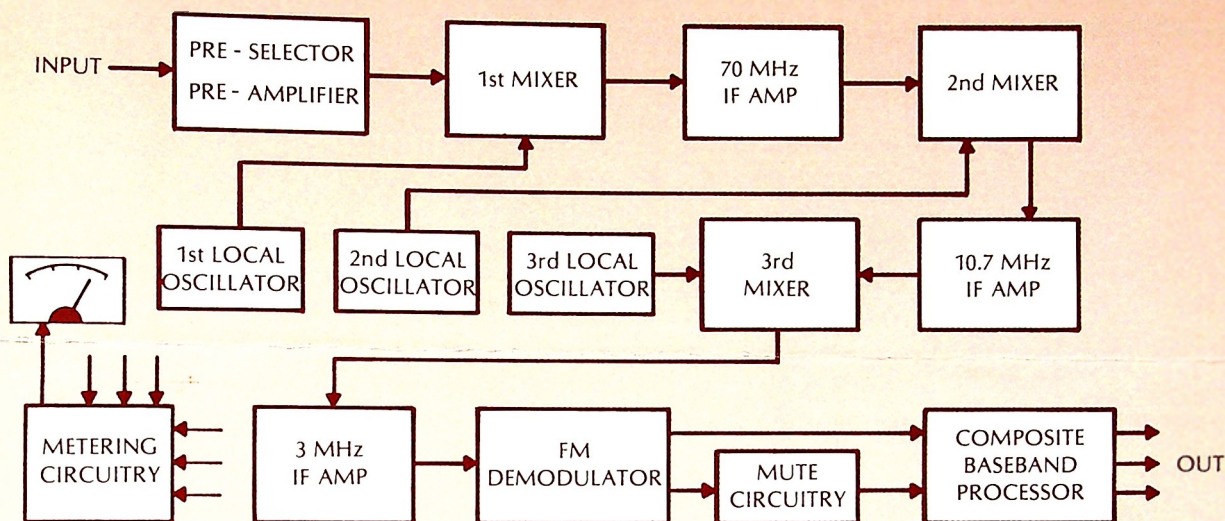 INPUT
PRE - SELECTOR
PRE - AMPLIFIER
1st MIXER
70 MHz
IF AMP
2nd MIXER
1st LOCAL
OSCILLATOR
2nd LOCAL
OSCILLATOR
3rd LOCAL
OSCILLATOR
3rd
MIXER
10.7 MHz
IF AMP
METERING
CIRCUITRY
3 MHz
IF AMP
FM
DEMODULATOR
MUTE
CIRCUITRY
COMPOSITE
BASEBAND
PROCESSOR
OUT